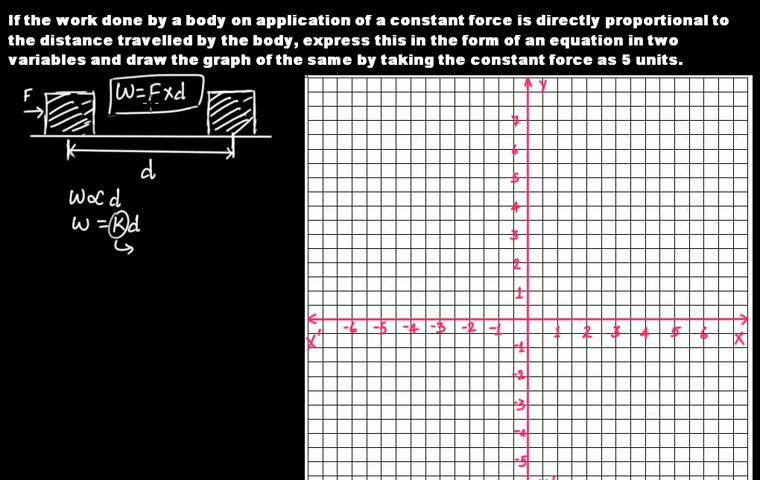 If the work done by a body on application of a constant force is directly proportional to
the distance travelled by the body, express this in the form of an equation in two
variables and draw the graph of the same by taking the constant force as 5 units.
F
W=F×d
d
W∝d
W=Kd
Y
7
6
5
4
3
2
1
X' -6 -5 -4 -3 -2 -1 1 2 3 4 5 6 X
-1
-2
-3
-4
-5